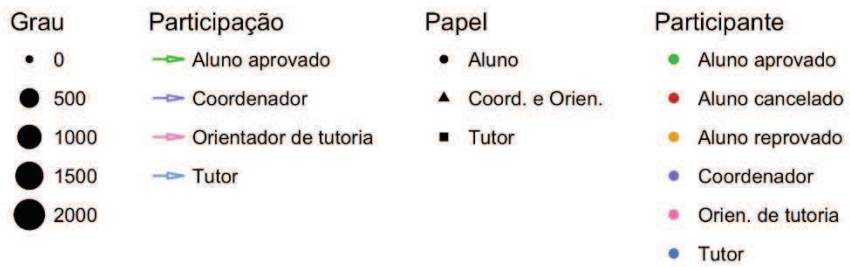 Grau
0
500
1000
1500
2000
Participação
Aluno aprovado
Coordenador
Orientador de tutoria
Tutor
Papel
Aluno
Coord. e Orien.
Tutor
Participante
Aluno aprovado
Aluno cancelado
Aluno reprovado
Coordenador
Orien. de tutoria
Tutor